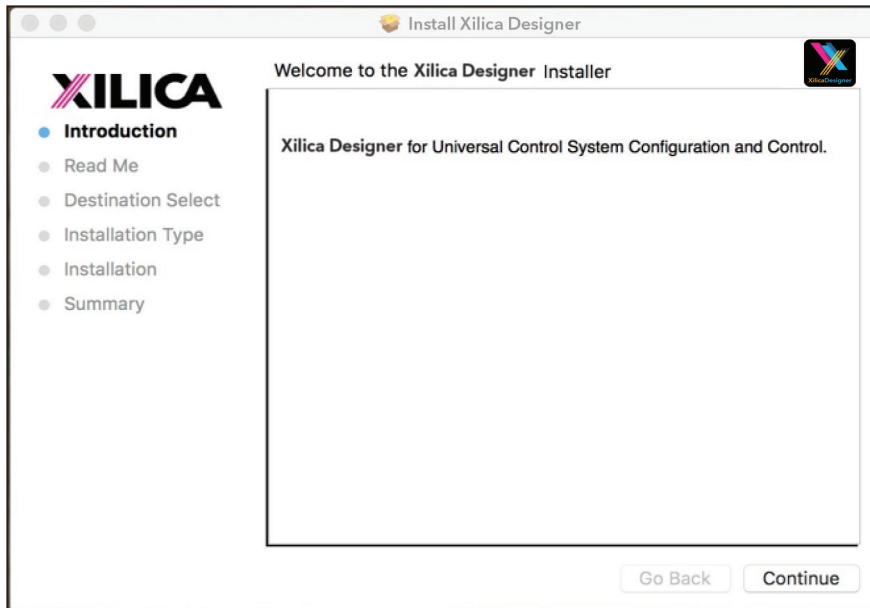 Install Xilica Designer
XILICA
Introduction
Read Me
Destination Select
Installation Type
Installation
Summary
Welcome to the Xilica Designer Installer
XilicaDesigner
Xilica Designer for Universal Control System Configuration and Control.
Go Back
Continue